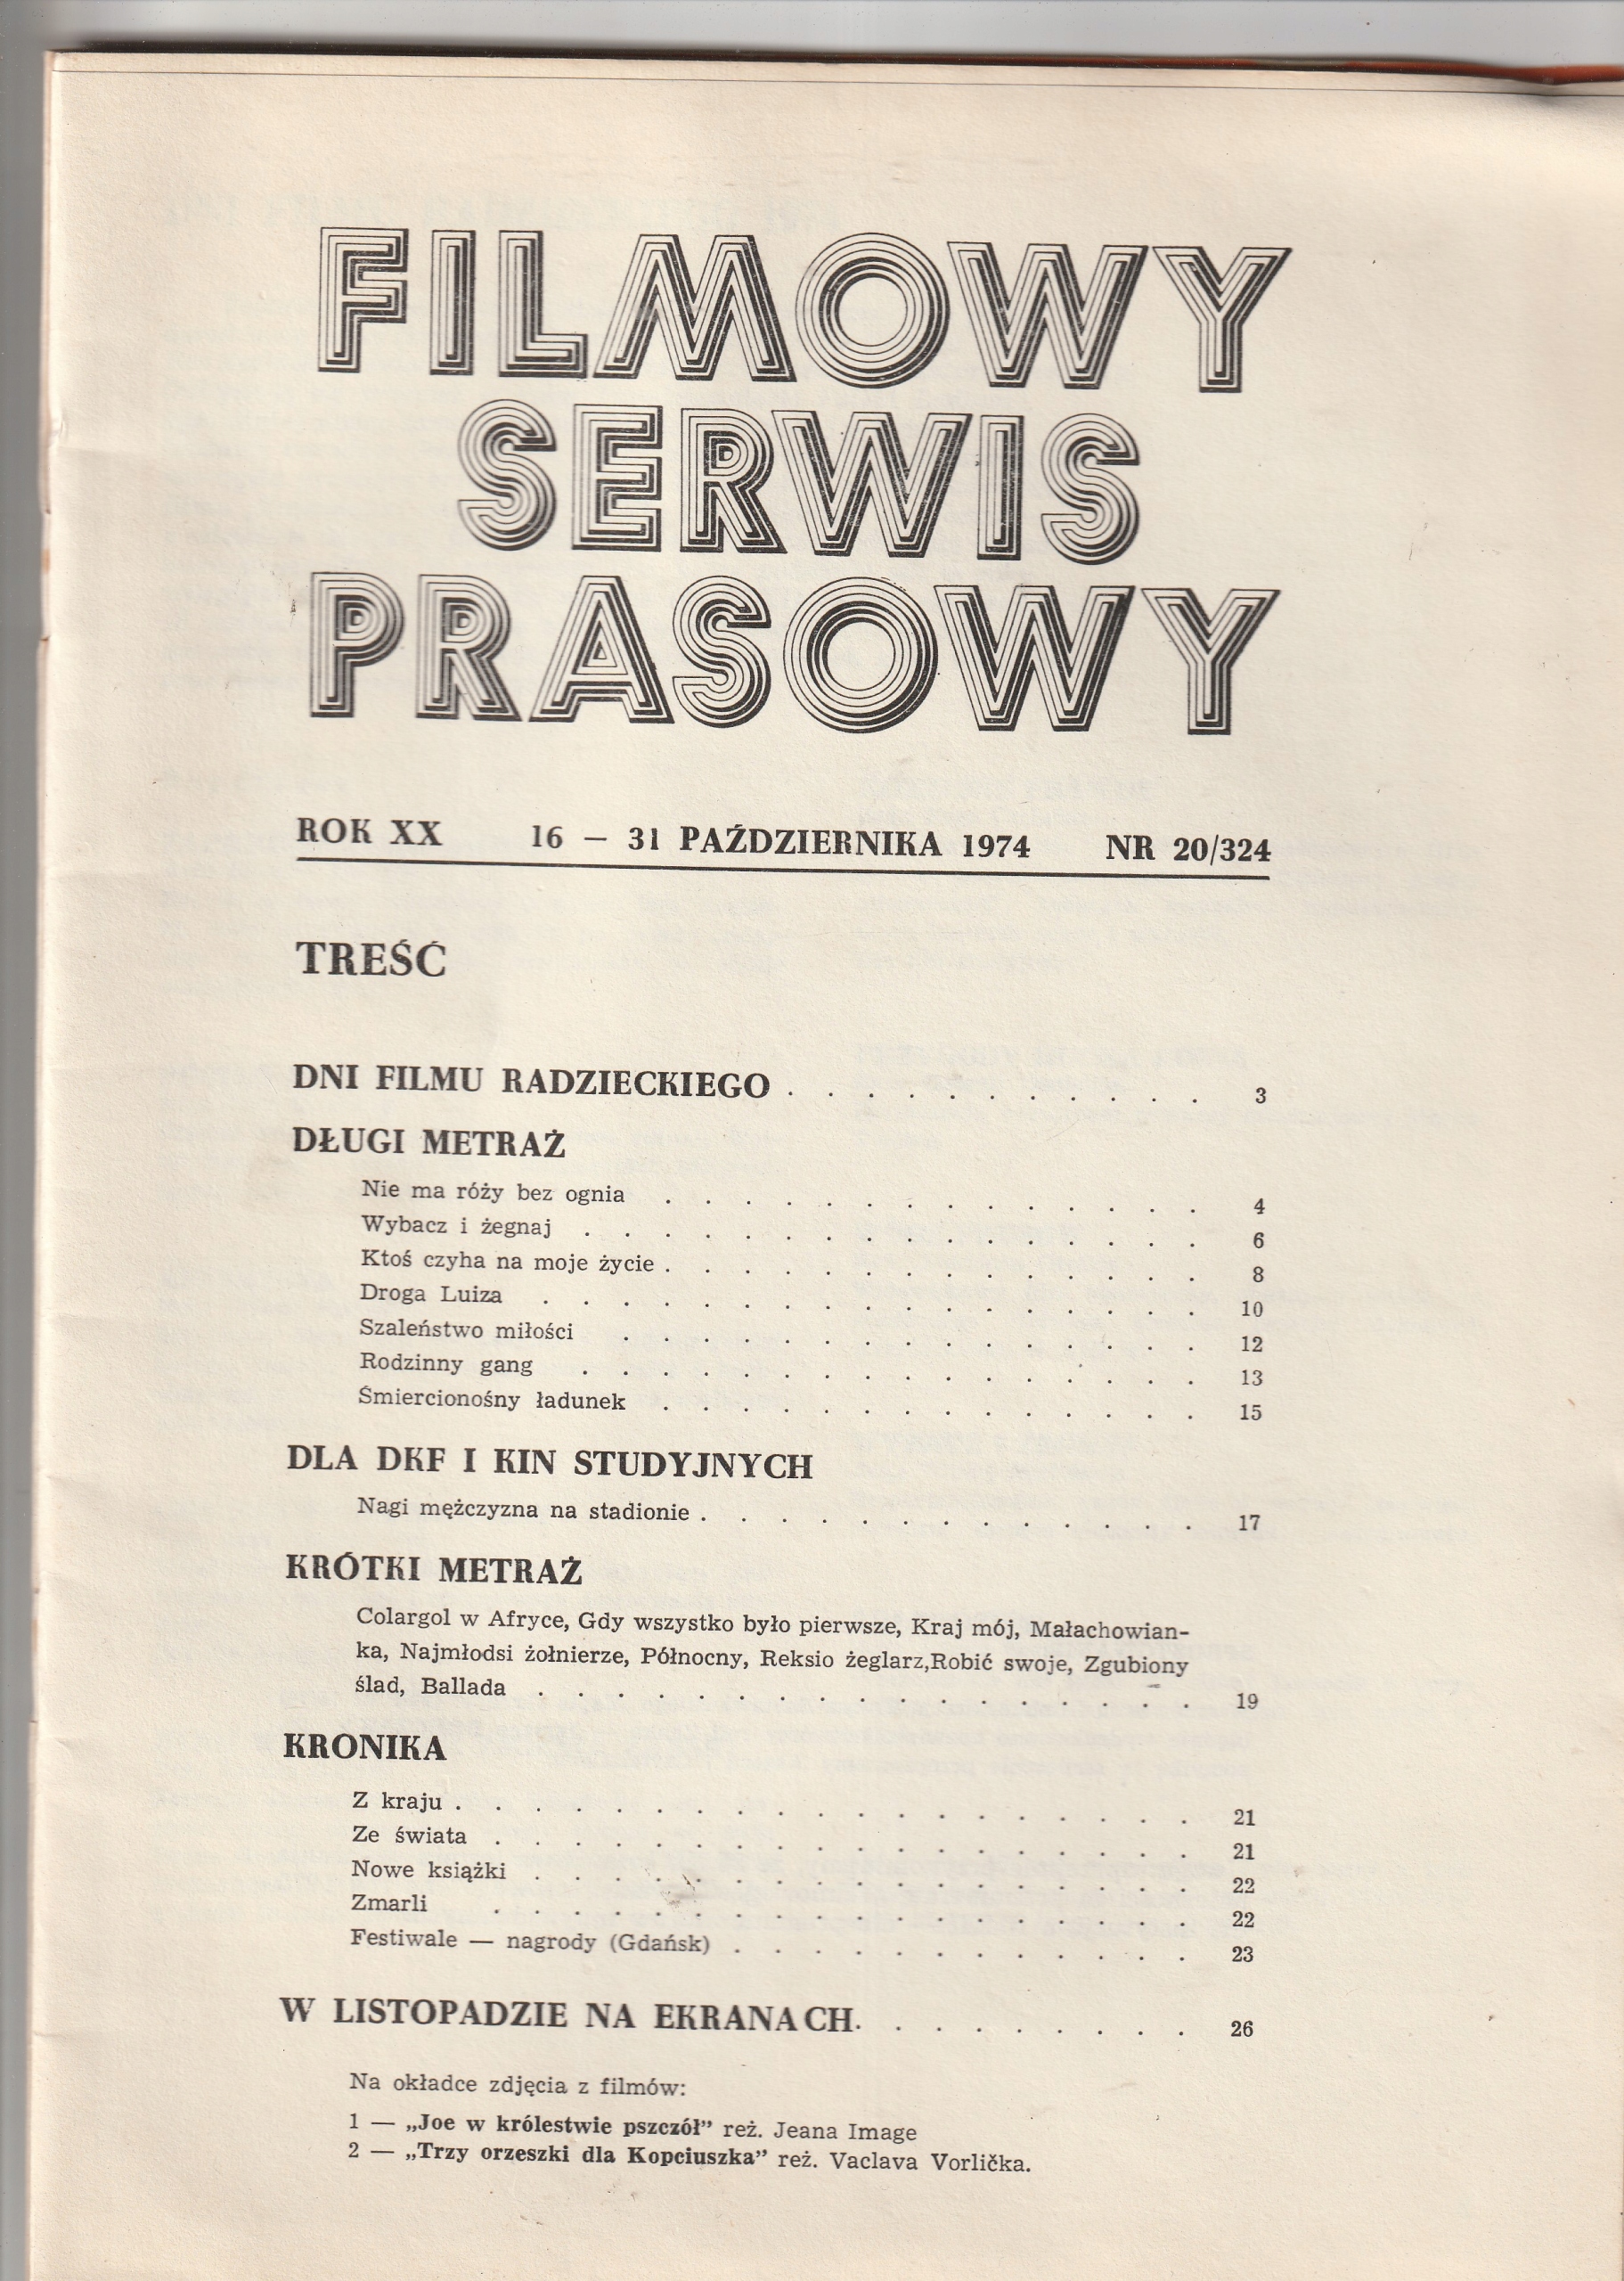 FILMOWY
SERWIS
PRASOWY
ROK XX 16 — 31 PAŹDZIERNIKA 1974 NR 20/324
TREŚĆ
DNI FILMU RADZIECKIEGO . . . . . . . . . . . 3
DŁUGI METRAŻ
Nie ma róży bez ognia . . . . . . . . . . . . . . 4
Wybacz i żegnaj . . . . . . . . . . . . . . . . 6
Ktoś czyha na moje życie . . . . . . . . . . . . . . 8
Droga Luiza . . . . . . . . . . . . . . . . . 10
Szaleństwo miłości . . . . . . . . . . . . . . . 12
Rodzinny gang . . . . . . . . . . . . . . . . 13
Śmiercionośny ładunek . . . . . . . . . . . . . . 15
DLA DKF I KIN STUDYJNYCH
Nagi mężczyzna na stadionie . . . . . . . . . . . . . 17
KRÓTKI METRAŻ
Colargol w Afryce, Gdy wszystko było pierwsze, Kraj mój, Małachowian-
ka, Najmłodsi żołnierze, Północny, Reksio żeglarz,Robić swoje, Zgubiony
ślad, Ballada . . . . . . . . . . . . . . . . . 19
KRONIKA
Z kraju . . . . . . . . . . . . . . . . . . . 21
Ze świata . . . . . . . . . . . . . . . . . . 21
Nowe książki . . . . . . . . . . . . . . . . . 22
Zmarli . . . . . . . . . . . . . . . . . . 22
Festiwale — nagrody (Gdańsk) . . . . . . . . . . . . 23
W LISTOPADZIE NA EKRANACH. . . . . . . . . 26
Na okładce zdjęcia z filmów:
1 — „Joe w królestwie pszczół” reż. Jeana Image
2 — „Trzy orzeszki dla Kopciuszka” reż. Vaclava Vorlička.